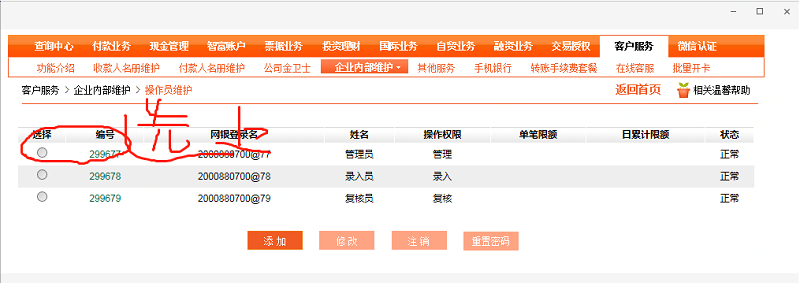 查询中心 付款业务 现金管理 智富账户 票据业务 投资理财 国际业务 自贸业务 融资业务 交易授权 客户服务 微信认证
功能介绍 收款人名册维护 付款人名册维护 公司金卫士 企业内部维护 其他服务 手机银行 转账手续费套餐 在线客服 批量开卡
客户服务 > 企业内部维护 > 操作员维护 返回首页 相关温馨帮助
先上
选择 编号 网银登录名 姓名 操作权限 单笔限额 日累计限额 状态
299677 2000880700@77 管理员 管理 正常
299678 2000880700@78 录入员 录入 正常
299679 2000880700@79 复核员 复核 正常
添加 修改 注销 重置密码